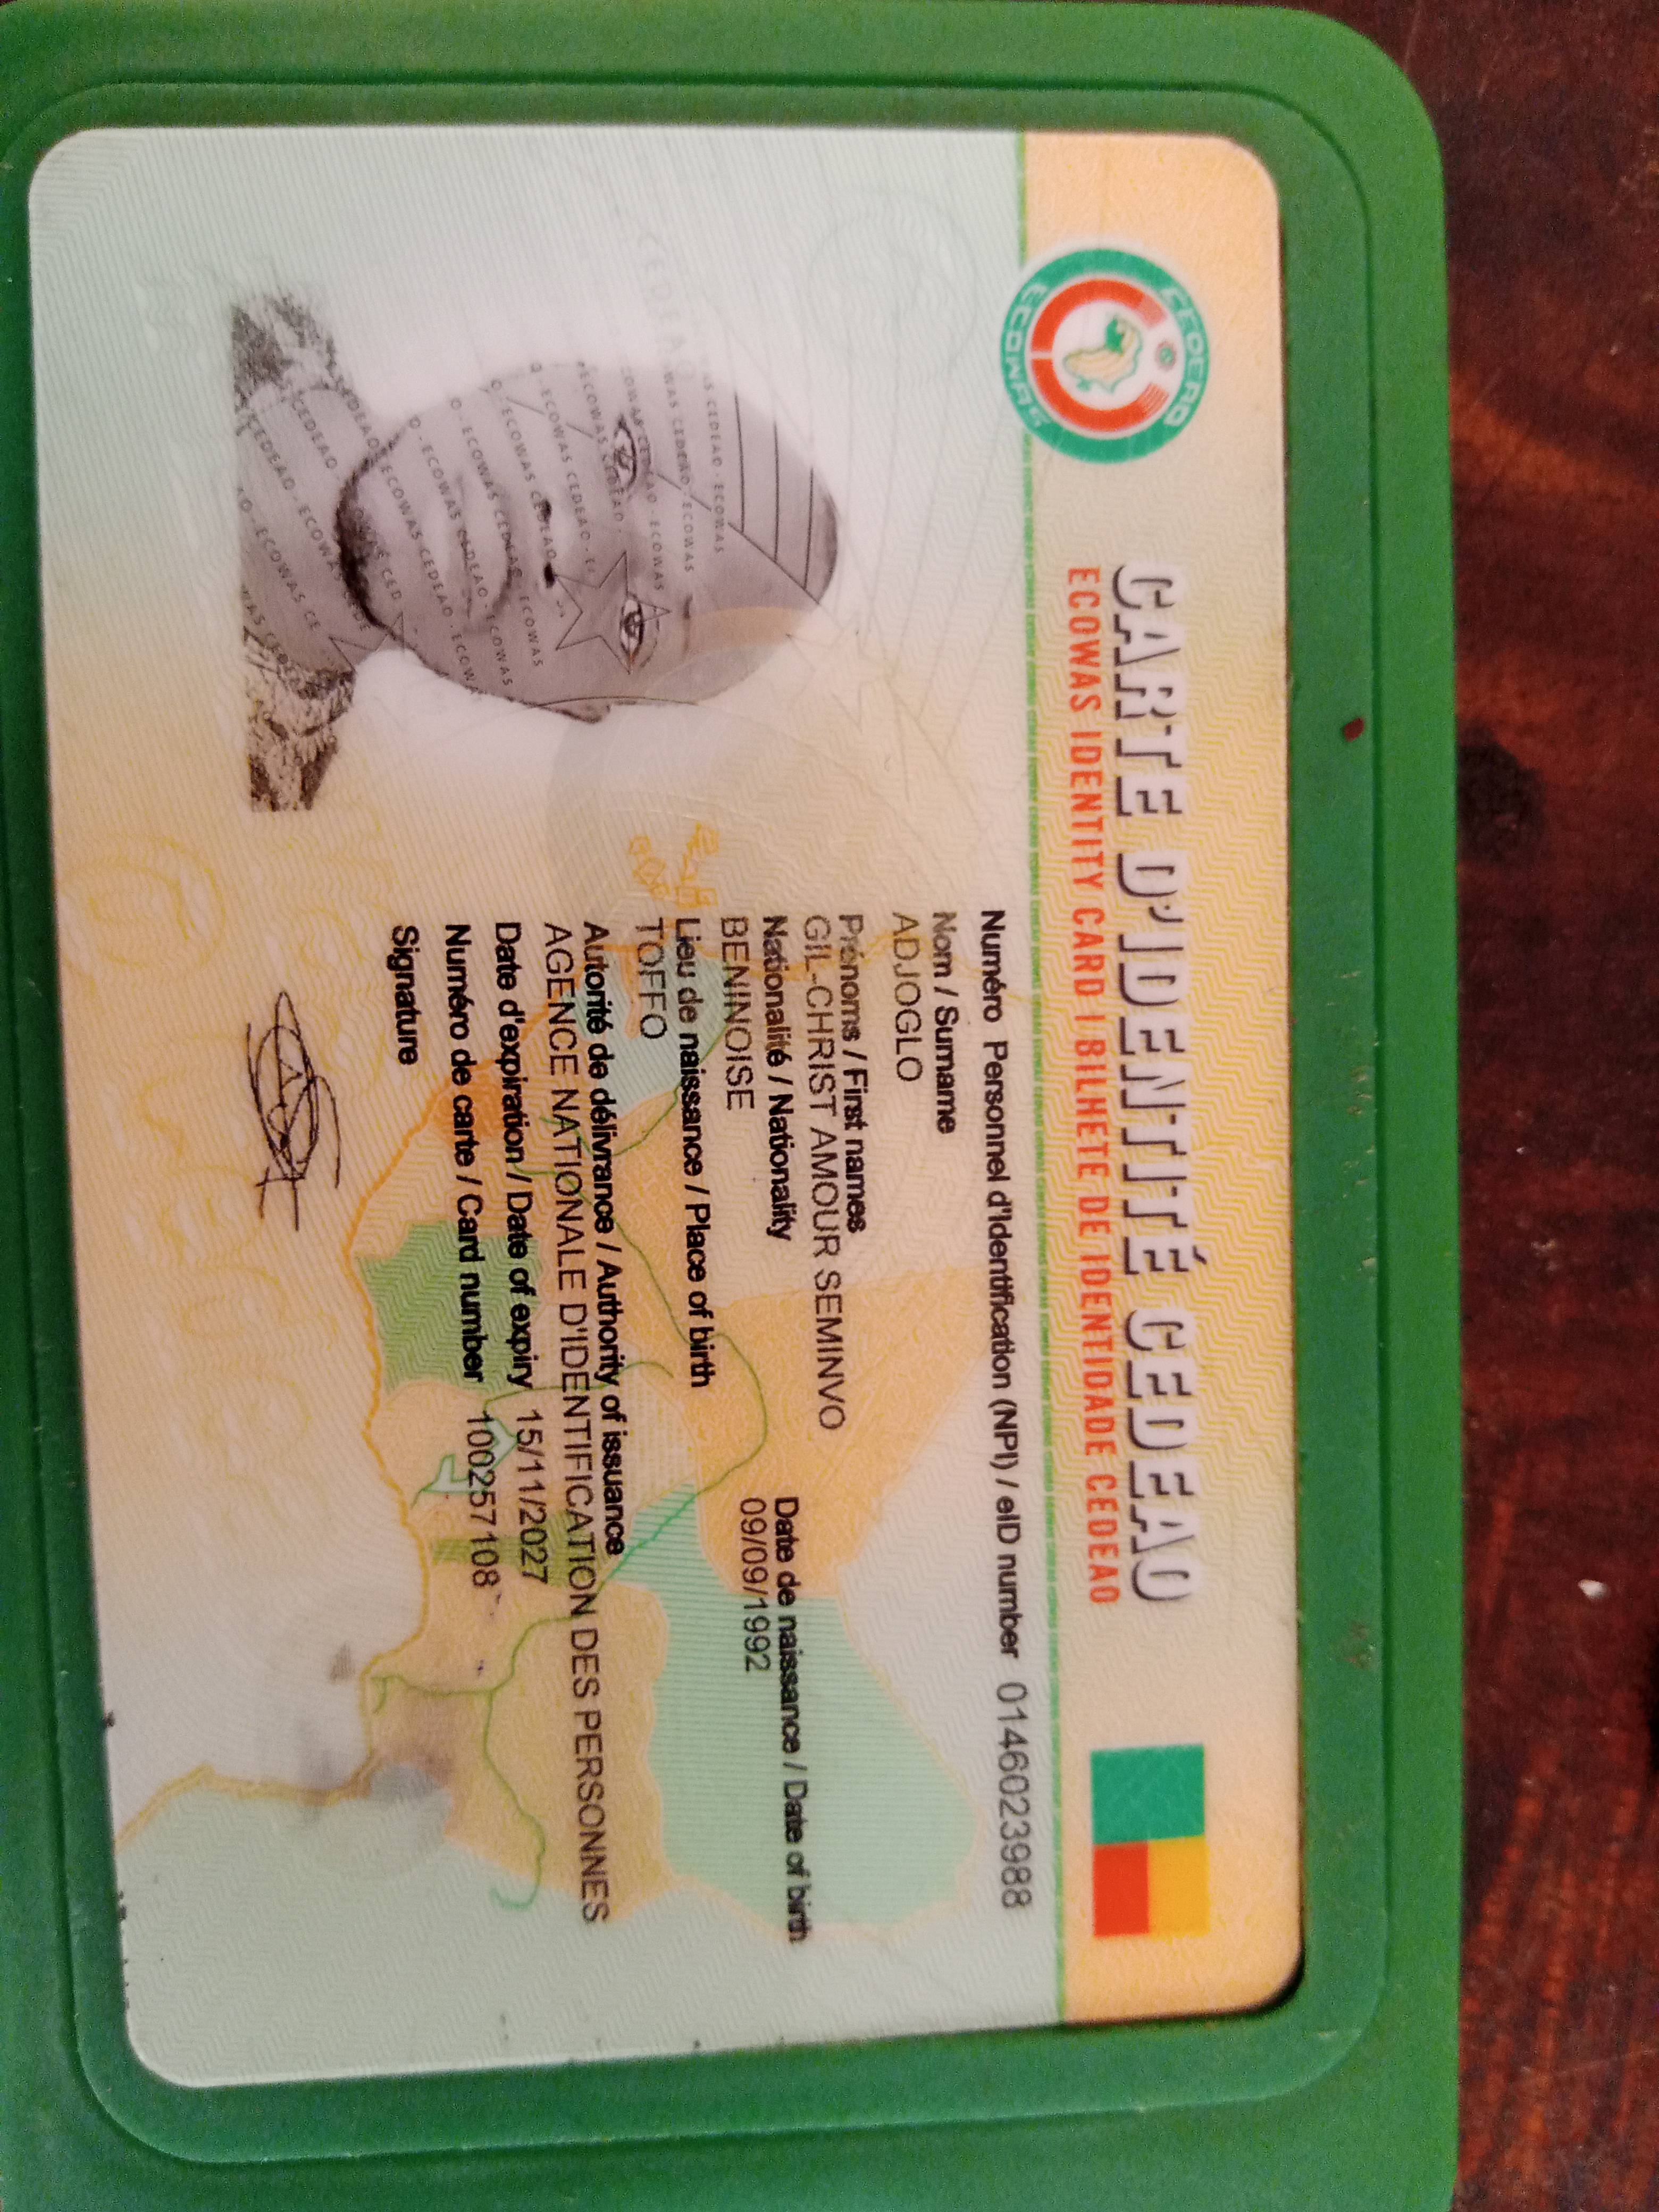 CEDEAO
ECOWAS
CARTE D'IDENTITÉ CEDEAO
ECOWAS IDENTITY CARD I BILHETE DE IDENTIDADE CEDEAO
Numéro Personnel d'Identification (NPI) / eID number 0146023988
Nom / Surname
ADJOGLO
Prénoms / First names
GIL-CHRIST AMOUR SEMINVO
Nationalité / Nationality
BENINOISE
Date de naissance / Date of birth
09/09/1992
Lieu de naissance / Place of birth
TOFFO
Autorité de délivrance / Authority of issuance
AGENCE NATIONALE D'IDENTIFICATION DES PERSONNES
Date d'expiration / Date of expiry 15/11/2027
Numéro de carte / Card number 100257108
Signature